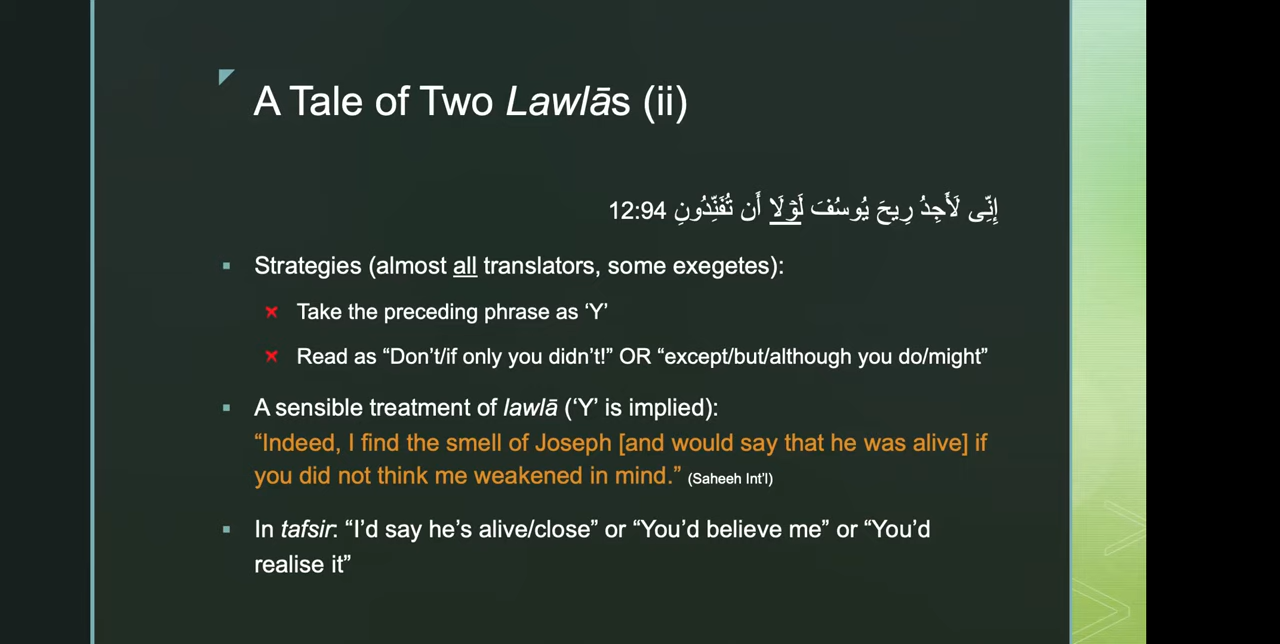 A Tale of Two Lawlās (ii)
إِنِّى لَأَجِدُ رِيحَ يُوسُفَ لَوْلَآ أَن تُفَنِّدُونِ 12:94
▪ Strategies (almost all translators, some exegetes):
× Take the preceding phrase as ‘Y’
× Read as “Don’t/if only you didn’t!” OR “except/but/although you do/might”
▪ A sensible treatment of lawlā (‘Y’ is implied):
“Indeed, I find the smell of Joseph [and would say that he was alive] if
you did not think me weakened in mind.” (Saheeh Int’l)
▪ In tafsir: “I’d say he’s alive/close” or “You’d believe me” or “You’d
realise it”